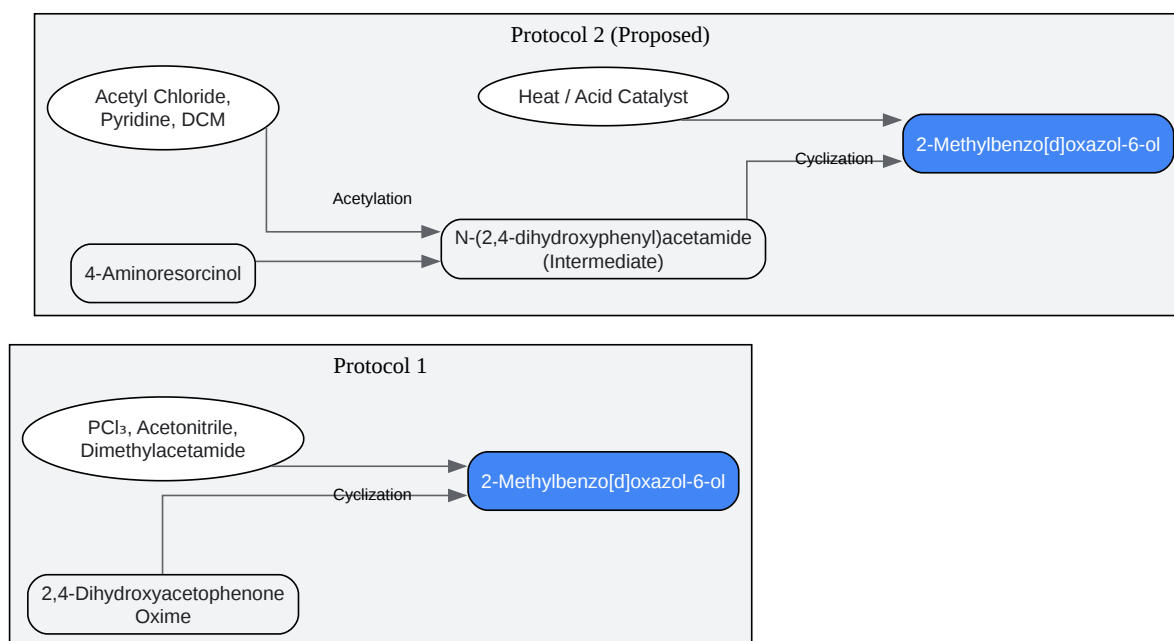 Protocol 2 (Proposed)
Acetyl Chloride,
Pyridine, DCM
Heat / Acid Catalyst
2-Methylbenzo[d]oxazol-6-ol
Cyclization
Acetylation
N-(2,4-dihydroxyphenyl)acetamide
(Intermediate)
4-Aminoresorcinol
Protocol 1
PCl₃, Acetonitrile,
Dimethylacetamide
2-Methylbenzo[d]oxazol-6-ol
Cyclization
2,4-Dihydroxyacetophenone
Oxime